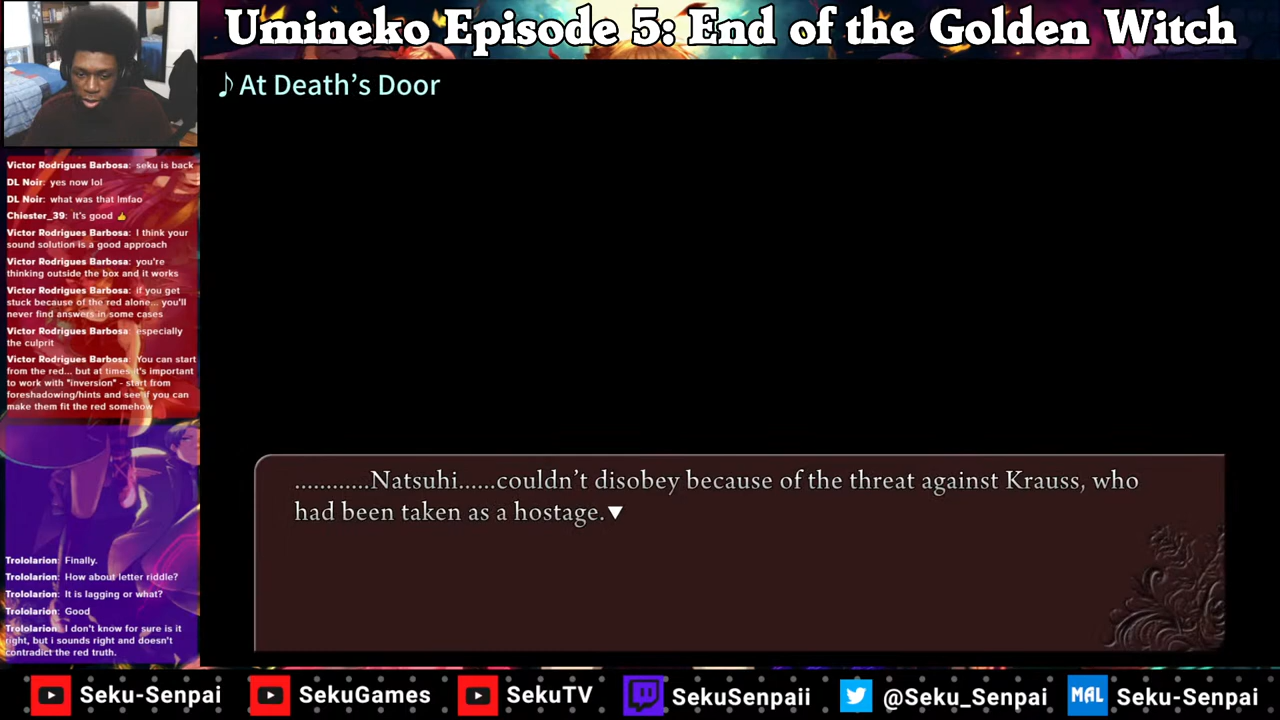 Umineko Episode 5: End of the Golden Witch
♪ At Death's Door
Victor Rodrigues Barbosa: seku is back
DL Noir: yes now lol
DL Noir: what was that lmfao
Chiester_39: It's good 👍
Victor Rodrigues Barbosa: I think your
sound solution is a good approach
Victor Rodrigues Barbosa: you're
thinking outside the box and it works
Victor Rodrigues Barbosa: if you get
stuck because of the red alone... you'll
never find answers in some cases
Victor Rodrigues Barbosa: especially
the culprit
Victor Rodrigues Barbosa: You can start
from the red... but at times it's important
to work with "inversion" - start from
foreshadowing/hints and see if you can
make them fit the red somehow
Trololarion: Finally.
Trololarion: How about letter riddle?
Trololarion: It is lagging or what?
Trololarion: Good
Trololarion: I don't know for sure is it
right, but i sounds right and doesn't
contradict the red truth.
............Natsuhi......couldn't disobey because of the threat against Krauss, who
had been taken as a hostage.▼
Seku-Senpai
SekuGames
SekuTV
SekuSenpaii
@Seku_Senpai
MAL Seku-Senpai